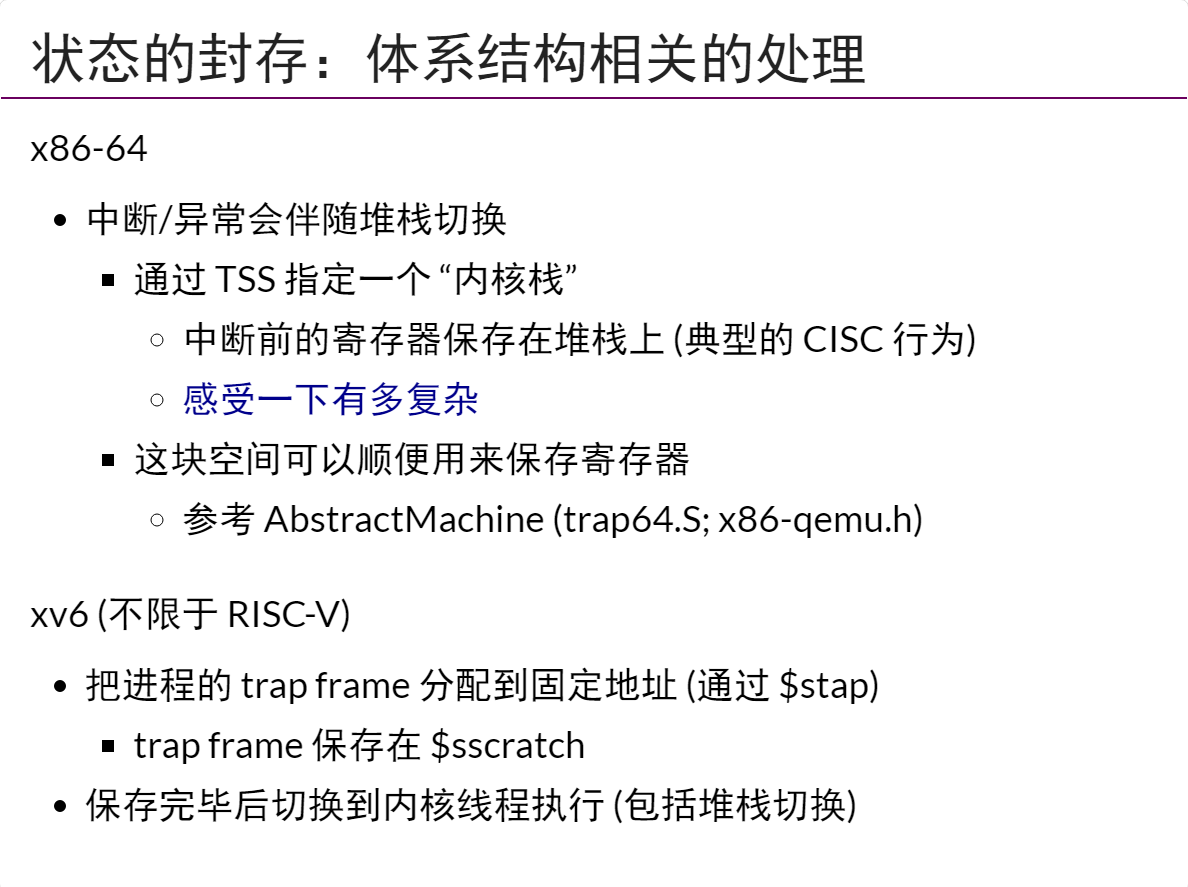 状态的封存：体系结构相关的处理
x86-64
中断/异常会伴随堆栈切换
通过 TSS 指定一个 “内核栈”
中断前的寄存器保存在堆栈上 (典型的 CISC 行为)
感受一下有多复杂
这块空间可以顺便用来保存寄存器
参考 AbstractMachine (trap64.S; x86-qemu.h)
xv6 (不限于 RISC-V)
把进程的 trap frame 分配到固定地址 (通过 $stap)
trap frame 保存在 $sscratch
保存完毕后切换到内核线程执行 (包括堆栈切换)